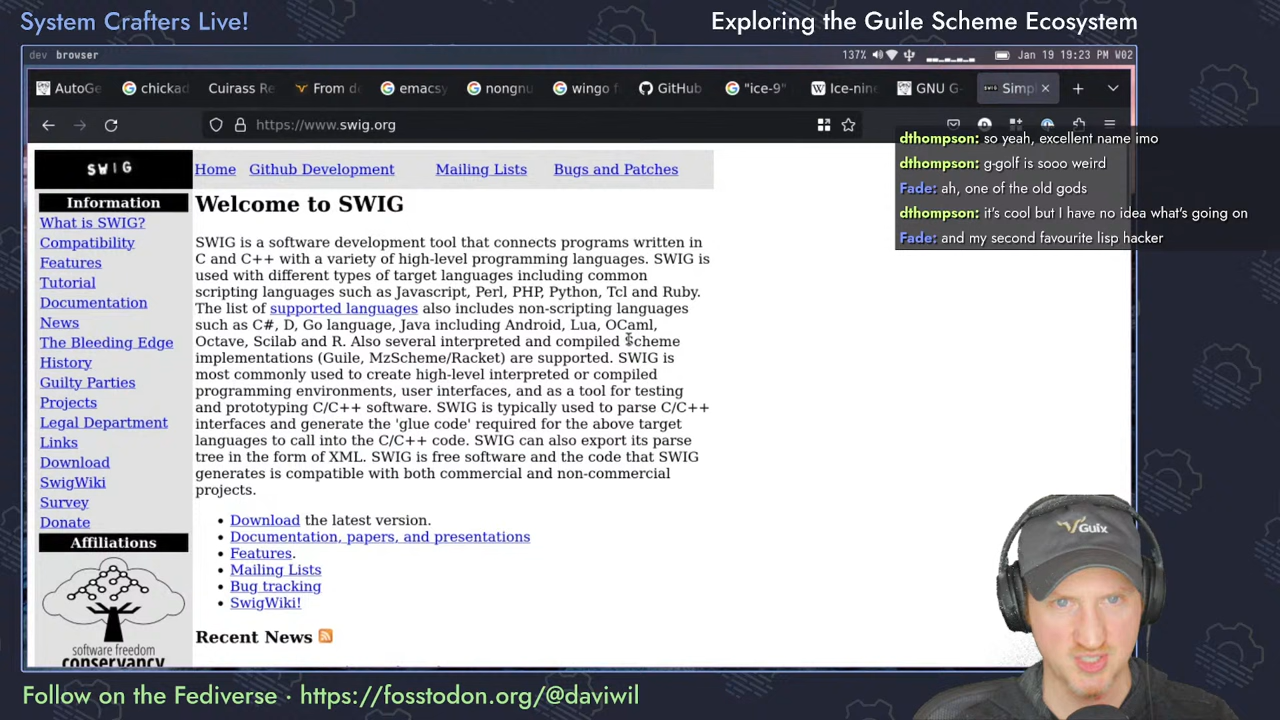 System Crafters Live!
Exploring the Guile Scheme Ecosystem
dev browser
137%
Jan 19 19:23 PM W02
AutoGe
chickad
Cuirass Re
From d
emacsy
nongnu
wingo f
GitHub
"ice-9"
Ice-nine
GNU G-
Simpl
https://www.swig.org
SWIG
Home Github Development Mailing Lists Bugs and Patches
Information
What is SWIG?
Compatibility
Features
Tutorial
Documentation
News
The Bleeding Edge
History
Guilty Parties
Projects
Legal Department
Links
Download
SwigWiki
Survey
Donate
Affiliations
software freedom
conservancy
Welcome to SWIG
SWIG is a software development tool that connects programs written in
C and C++ with a variety of high-level programming languages. SWIG is
used with different types of target languages including common
scripting languages such as Javascript, Perl, PHP, Python, Tcl and Ruby.
The list of supported languages also includes non-scripting languages
such as C#, D, Go language, Java including Android, Lua, OCaml,
Octave, Scilab and R. Also several interpreted and compiled Scheme
implementations (Guile, MzScheme/Racket) are supported. SWIG is
most commonly used to create high-level interpreted or compiled
programming environments, user interfaces, and as a tool for testing
and prototyping C/C++ software. SWIG is typically used to parse C/C++
interfaces and generate the 'glue code' required for the above target
languages to call into the C/C++ code. SWIG can also export its parse
tree in the form of XML. SWIG is free software and the code that SWIG
generates is compatible with both commercial and non-commercial
projects.
Download the latest version.
Documentation, papers, and presentations
Features.
Mailing Lists
Bug tracking
SwigWiki!
Recent News
dthompson: so yeah, excellent name imo
dthompson: g-golf is sooo weird
Fade: ah, one of the old gods
dthompson: it's cool but I have no idea what's going on
Fade: and my second favourite lisp hacker
Guix
Follow on the Fediverse · https://fosstodon.org/@daviwil